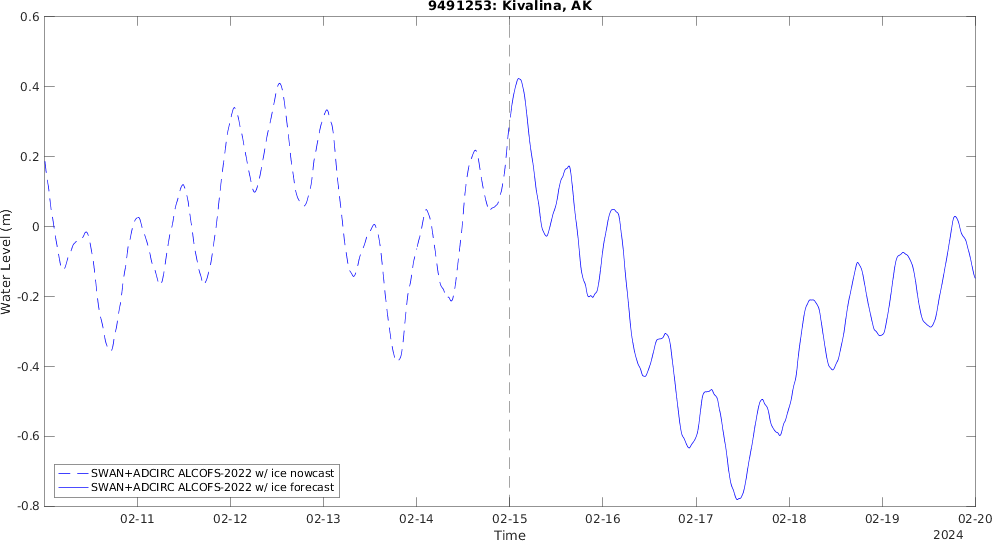 9491253: Kivalina, AK
0.6
0.4
0.2
0
-0.2
-0.4
-0.6
-0.8
Water Level (m)
SWAN+ADCIRC ALCOFS-2022 w/ ice nowcast
SWAN+ADCIRC ALCOFS-2022 w/ ice forecast
02-11 02-12 02-13 02-14 02-15 02-16 02-17 02-18 02-19 02-20
Time
2024